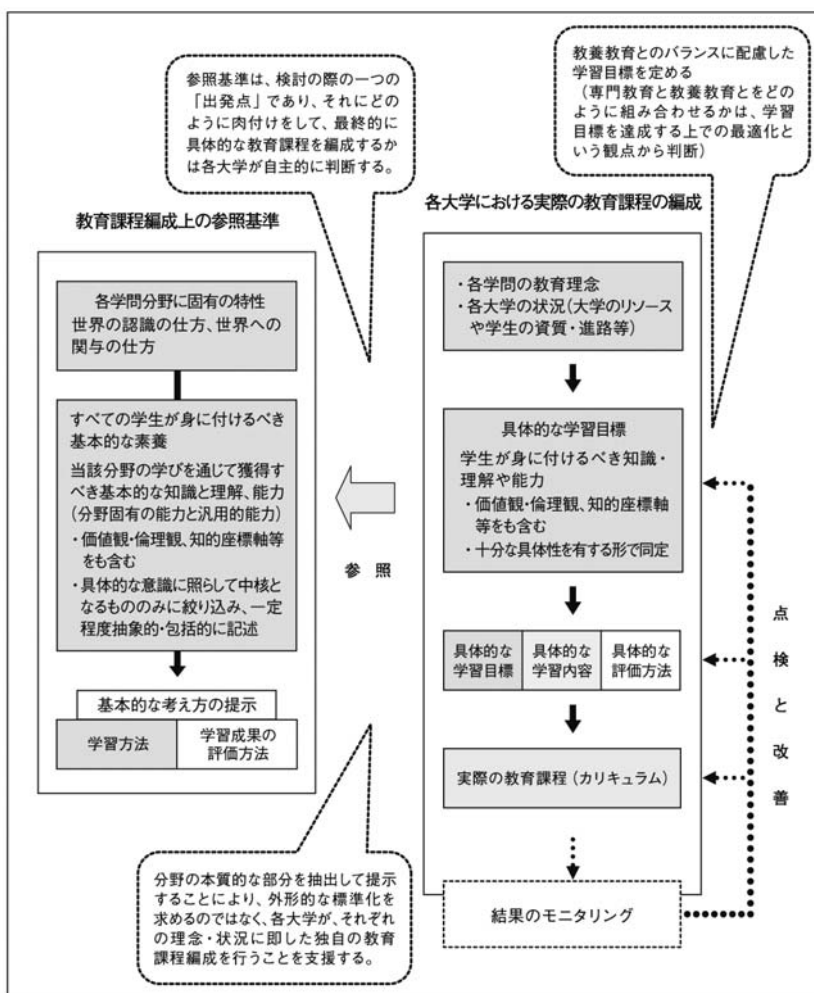 参照基準は、検討の際の一つの
「出発点」であり、それにどの
ように肉付けをして、最終的に
具体的な教育課程を編成するか
は各大学が自主的に判断する。
教養教育とのバランスに配慮した
学習目標を定める
（専門教育と教養教育とをどの
ように組み合わせるかは、学習
目標を達成する上での最適化と
いう観点から判断）
教育課程編成上の参照基準
各学問分野に固有の特性
世界の認識の仕方、世界への
関与の仕方
すべての学生が身に付けるべき
基本的な素養
当該分野の学びを通じて獲得す
べき基本的な知識と理解、能力
（分野固有の能力と汎用的能力）
・価値観・倫理観、知的座標軸等
をも含む
・具体的な意識に照らして中核と
なるもののみに絞り込み、一定
程度抽象的・包括的に記述
基本的な考え方の提示
学習方法
学習成果の
評価方法
参照
各大学における実際の教育課程の編成
・各学問の教育理念
・各大学の状況（大学のリソース
や学生の資質・進路等）
具体的な学習目標
学生が身に付けるべき知識・
理解や能力
・価値観・倫理観、知的座標軸
等をも含む
・十分な具体性を有する形で同定
具体的な
学習目標
具体的な
学習内容
具体的な
評価方法
実際の教育課程（カリキュラム）
結果のモニタリング
点検と改善
分野の本質的な部分を抽出して提示
することにより、外形的な標準化を
求めるのではなく、各大学が、それぞれ
の理念・状況に即した独自の教育
課程編成を行うことを支援する。